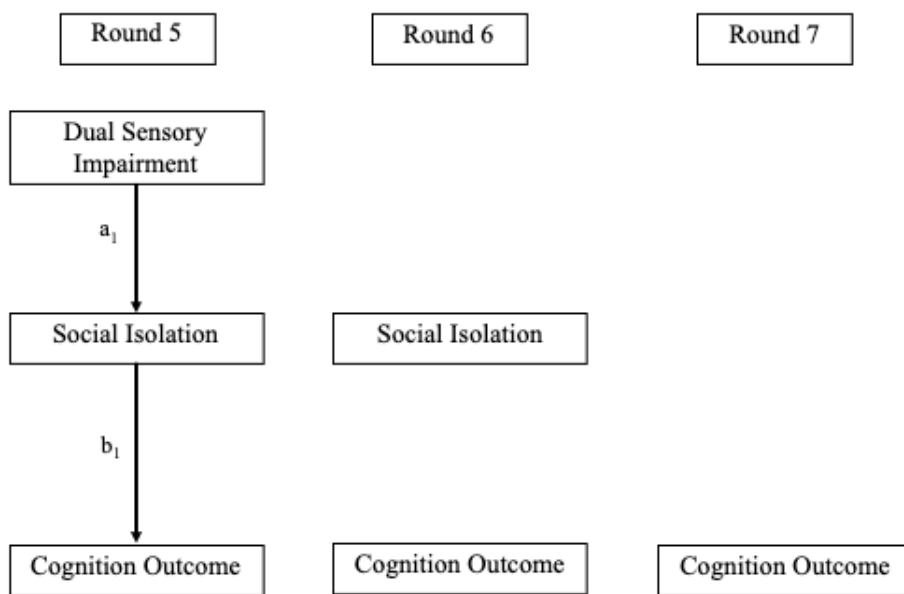 Round 5
Round 6
Round 7
Dual Sensory
Impairment
a1
Social Isolation
Social Isolation
b1
Cognition Outcome
Cognition Outcome
Cognition Outcome